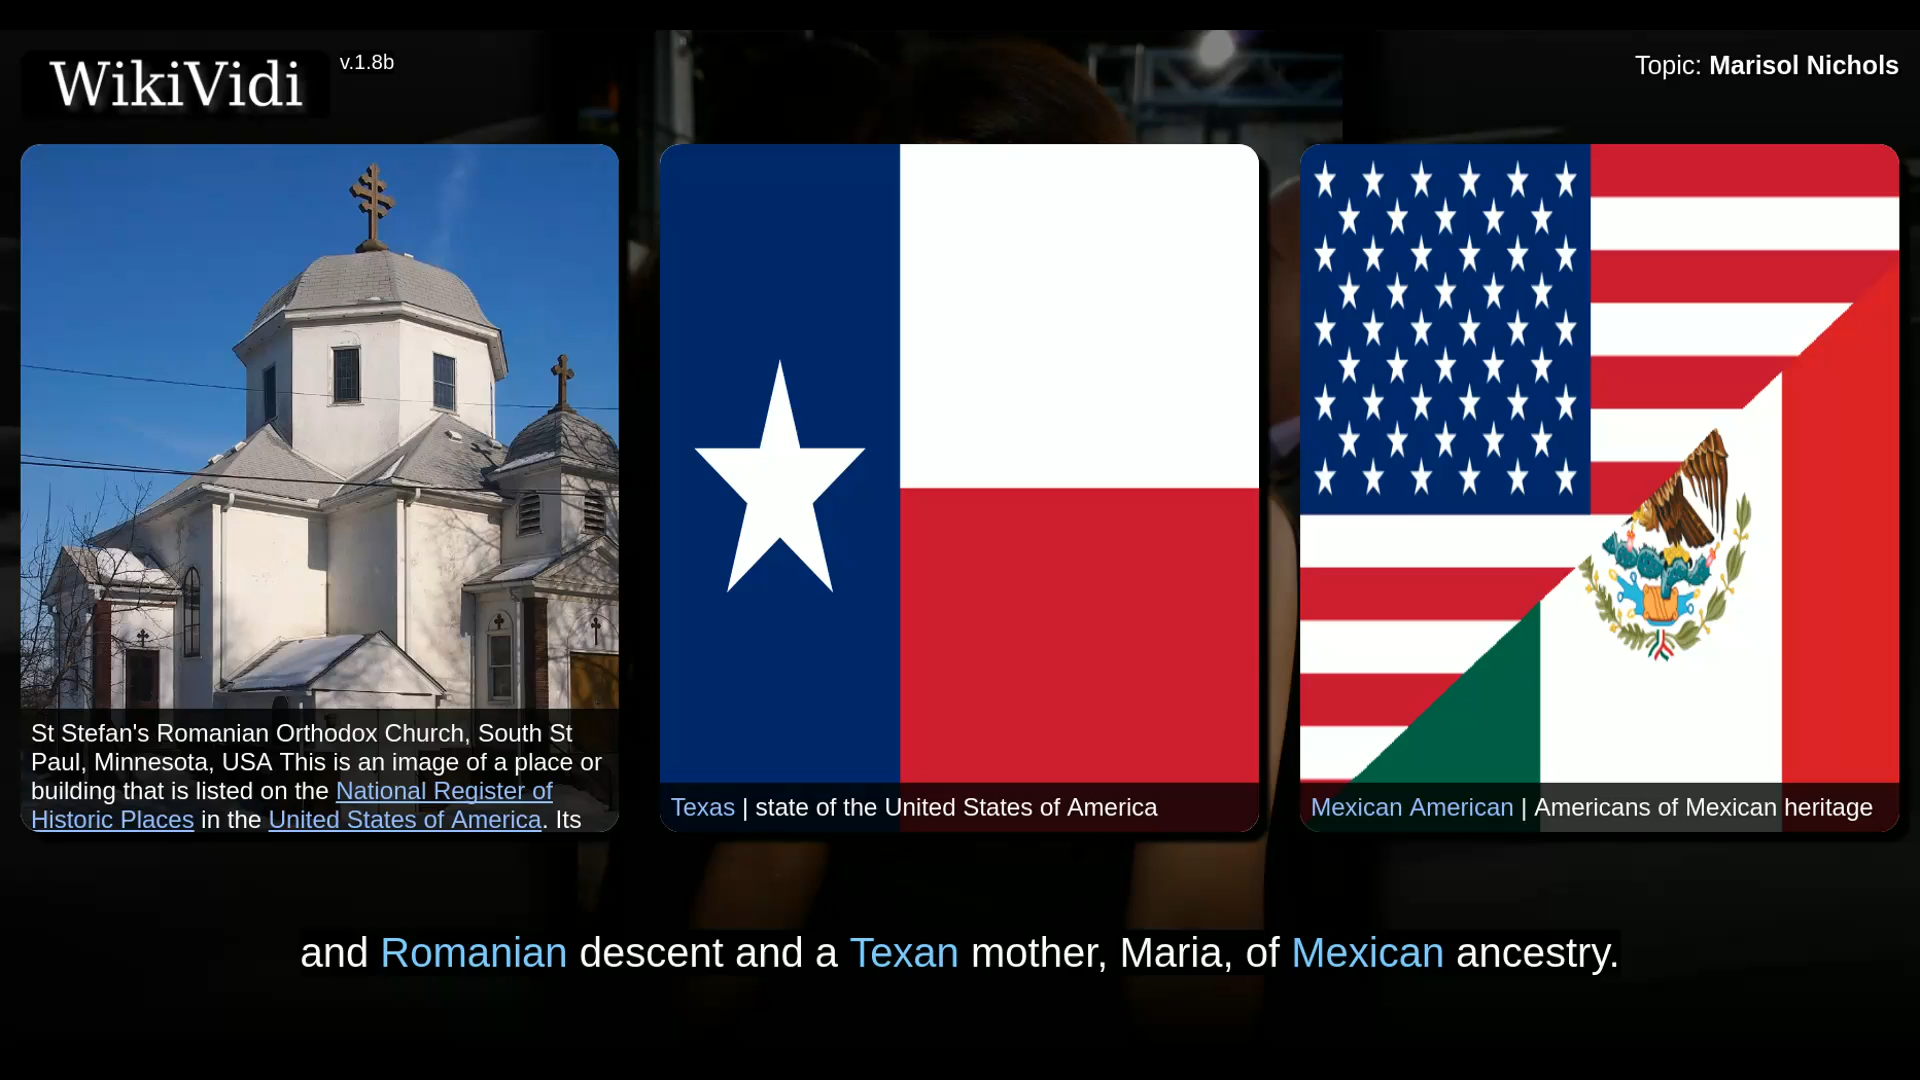 WikiVidi
v.1.8b
Topic: Marisol Nichols
St Stefan's Romanian Orthodox Church, South St
Paul, Minnesota, USA This is an image of a place or
building that is listed on the National Register of
Historic Places in the United States of America. Its
Texas | state of the United States of America
Mexican American | Americans of Mexican heritage
and Romanian descent and a Texan mother, Maria, of Mexican ancestry.